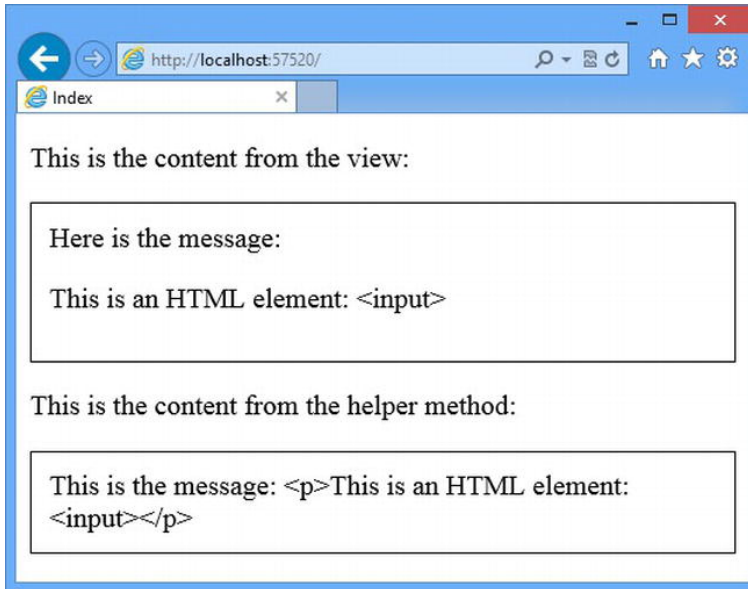 http://localhost:57520/
Index
This is the content from the view:
Here is the message:
This is an HTML element: <input>
This is the content from the helper method:
This is the message: <p>This is an HTML element:
<input></p>